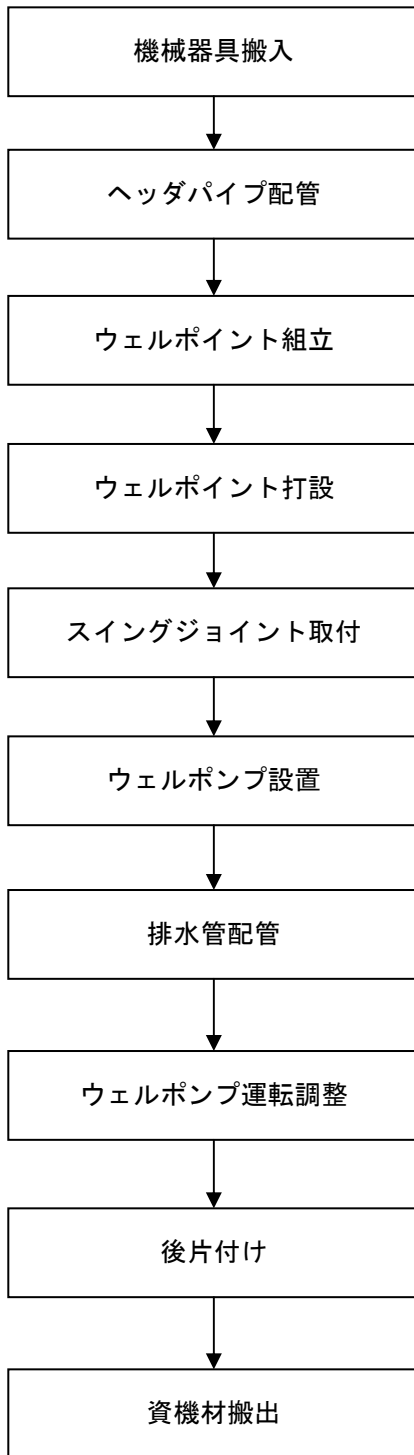 機械器具搬入
ヘッダパイプ配管
ウェルポイント組立
ウェルポイント打設
スイングジョイント取付
ウェルポンプ設置
排水管配管
ウェルポンプ運転調整
後片付け
資機材搬出